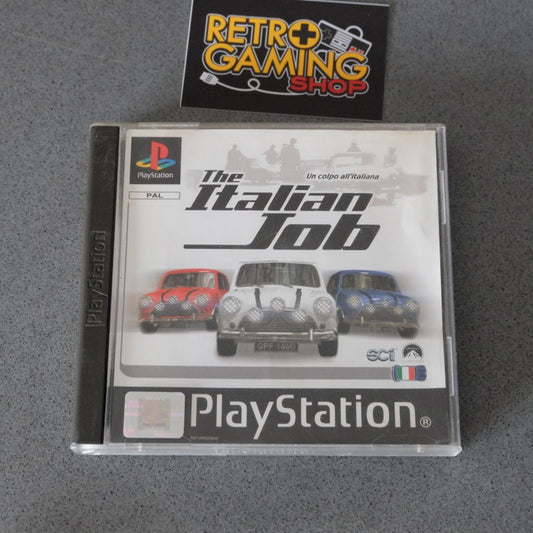 RETRO
GAMING
SHOP
PlayStation
PAL
The
Un colpo all'italiana
Italian
Job
PlayStation
GPF 146G
SCi
PlayStation®